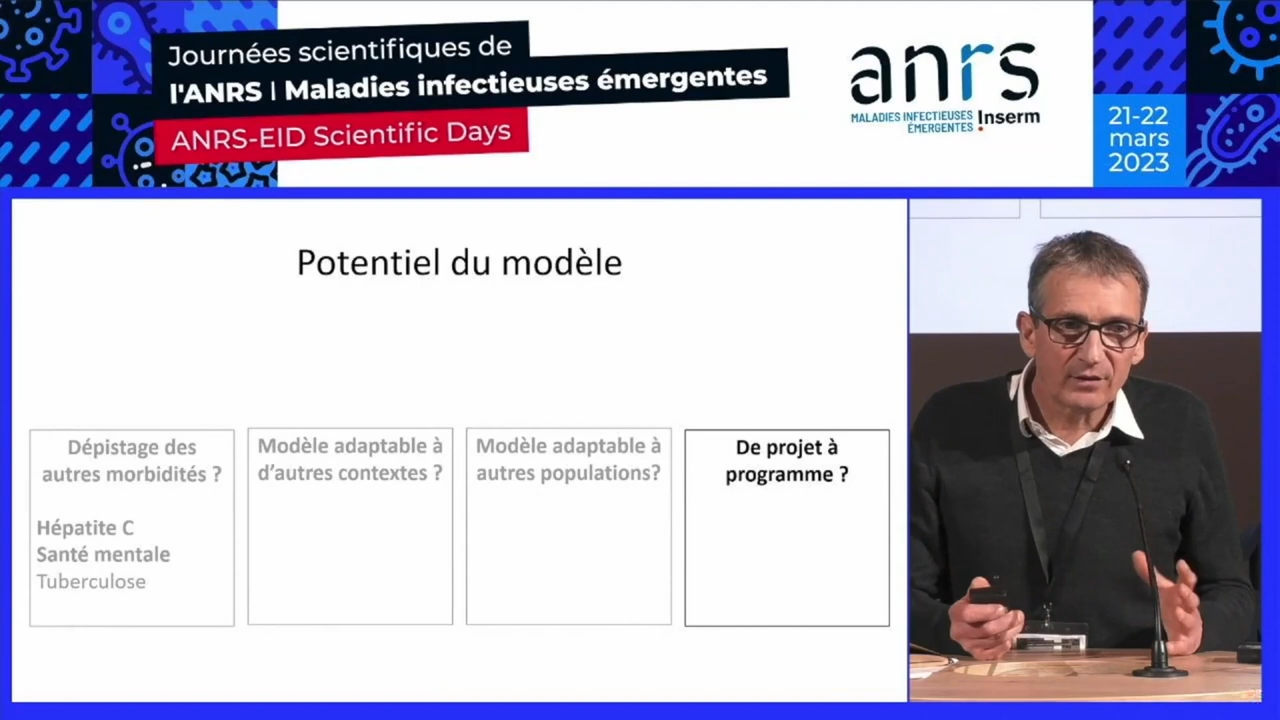 Journées scientifiques de
l'ANRS | Maladies infectieuses émergentes
ANRS-EID Scientific Days
anrs
MALADIES INFECTIEUSES
ÉMERGENTES
Inserm
21-22
mars
2023
Potentiel du modèle
Dépistage des
autres morbidités ?
Hépatite C
Santé mentale
Tuberculose
Modèle adaptable à
d'autres contextes ?
Modèle adaptable à
autres populations?
De projet à
programme ?